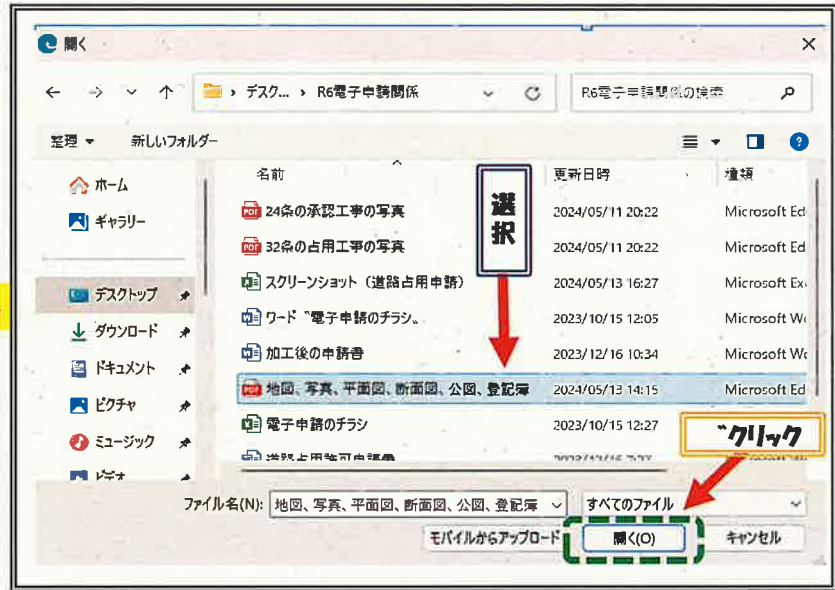 開く
デスク... › R6電子申請関係
R6電子申請関係の検索
整理 新しいフォルダー
名前 更新日時 種類
ホーム
ギャラリー
デスクトップ
ダウンロード
ドキュメント
ピクチャ
ミュージック
ビデオ
24条の承認工事の写真 2024/05/11 20:22 Microsoft Ed
32条の占用工事の写真 2024/05/11 20:22 Microsoft Ed
スクリーンショット（道路占用申請） 2024/05/13 16:27 Microsoft Ex
ワード〝電子申請のチラシ〟 2023/10/15 12:05 Microsoft Wo
加工後の申請書 2023/12/16 10:34 Microsoft Wo
地図、写真、平面図、断面図、公図、登記簿 2024/05/13 14:15 Microsoft Ed
電子申請のチラシ 2023/10/15 12:27
道路占用許可申請書
選択
〝クリック
ファイル名(N): 地図、写真、平面図、断面図、公図、登記簿 すべてのファイル
モバイルからアップロード 開く(O) キャンセル